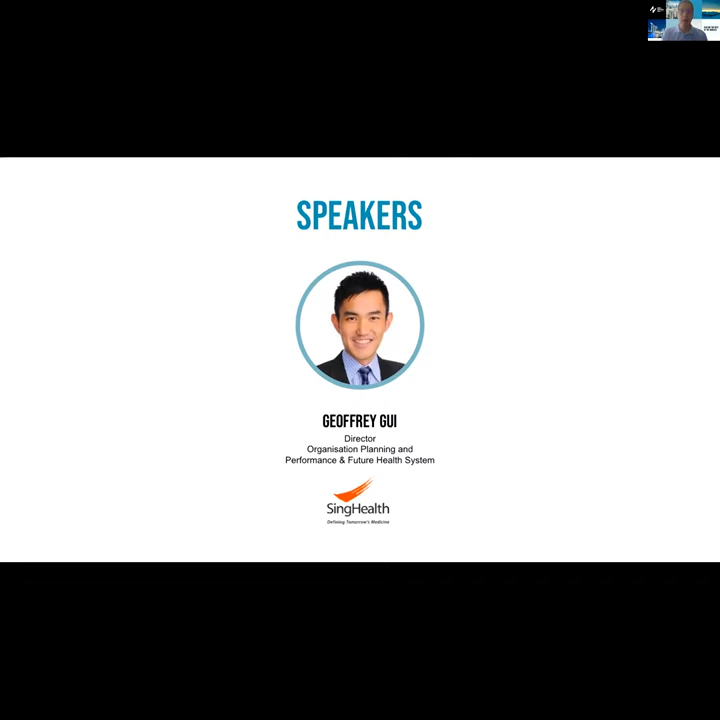 SPEAKERS
GEOFFREY GUI
Director
Organisation Planning and
Performance & Future Health System
SingHealth
Defining Tomorrow's Medicine